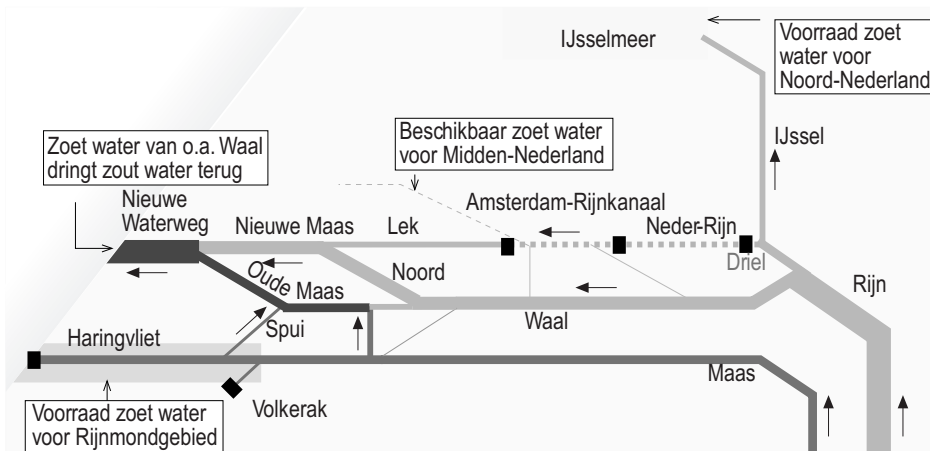 IJsselmeer
Voorraad zoet
water voor
Noord-Nederland
IJssel
Zoet water van o.a. Waal
dringt zout water terug
Beschikbaar zoet water
voor Midden-Nederland
Nieuwe
Waterweg
Nieuwe Maas
Lek
Amsterdam-Rijnkanaal
Neder-Rijn
Driel
Oude Maas
Noord
Rijn
Waal
Spui
Haringvliet
Maas
Volkerak
Voorraad zoet water
voor Rijnmondgebied